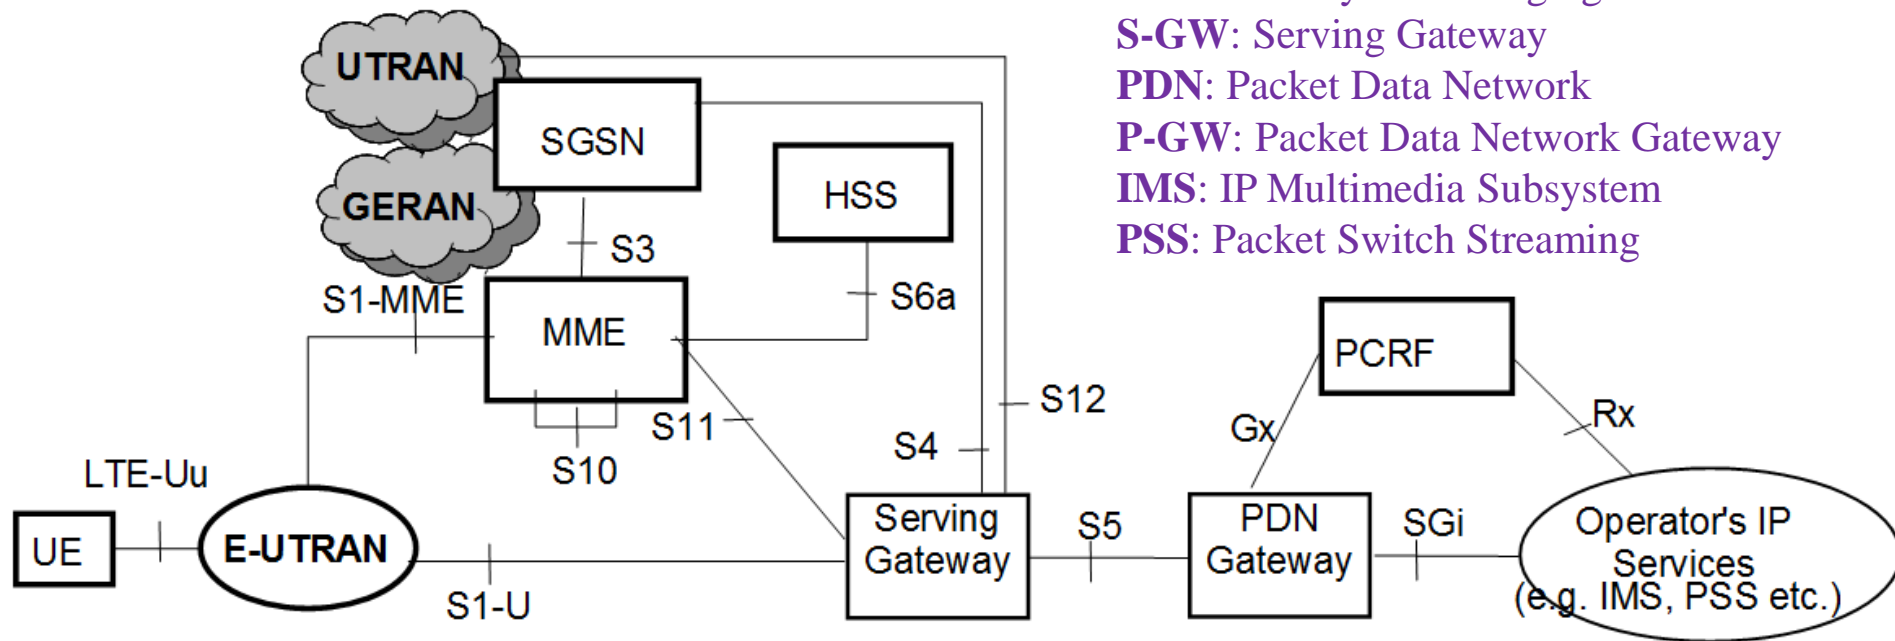 S-GW: Serving Gateway
PDN: Packet Data Network
P-GW: Packet Data Network Gateway
IMS: IP Multimedia Subsystem
PSS: Packet Switch Streaming
UTRAN
SGSN
GERAN
HSS
S3
S1-MME
S6a
MME
PCRF
S12
S11
Gx
Rx
S4
S10
LTE-Uu
UE
E-UTRAN
S1-U
Serving
Gateway
S5
PDN
Gateway
SGi
Operator's IP
Services
(e.g. IMS, PSS etc.)